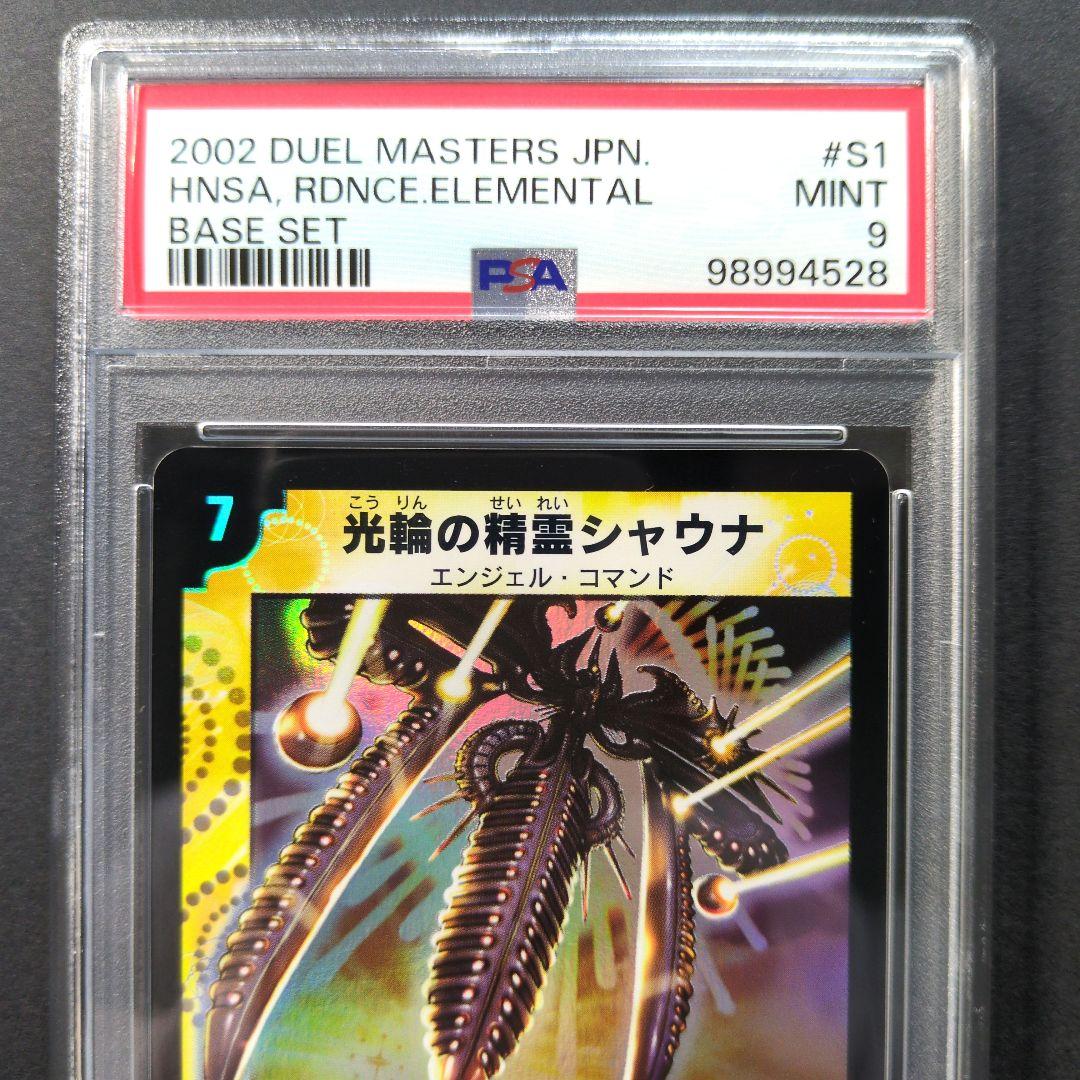 2002 DUEL MASTERS JPN. #S1
HNSA, RDNCE.ELEMENTAL MINT
BASE SET 9
PSA 98994528
7
こう りん せい れい
光輪の精霊シャウナ
エンジェル・コマンド